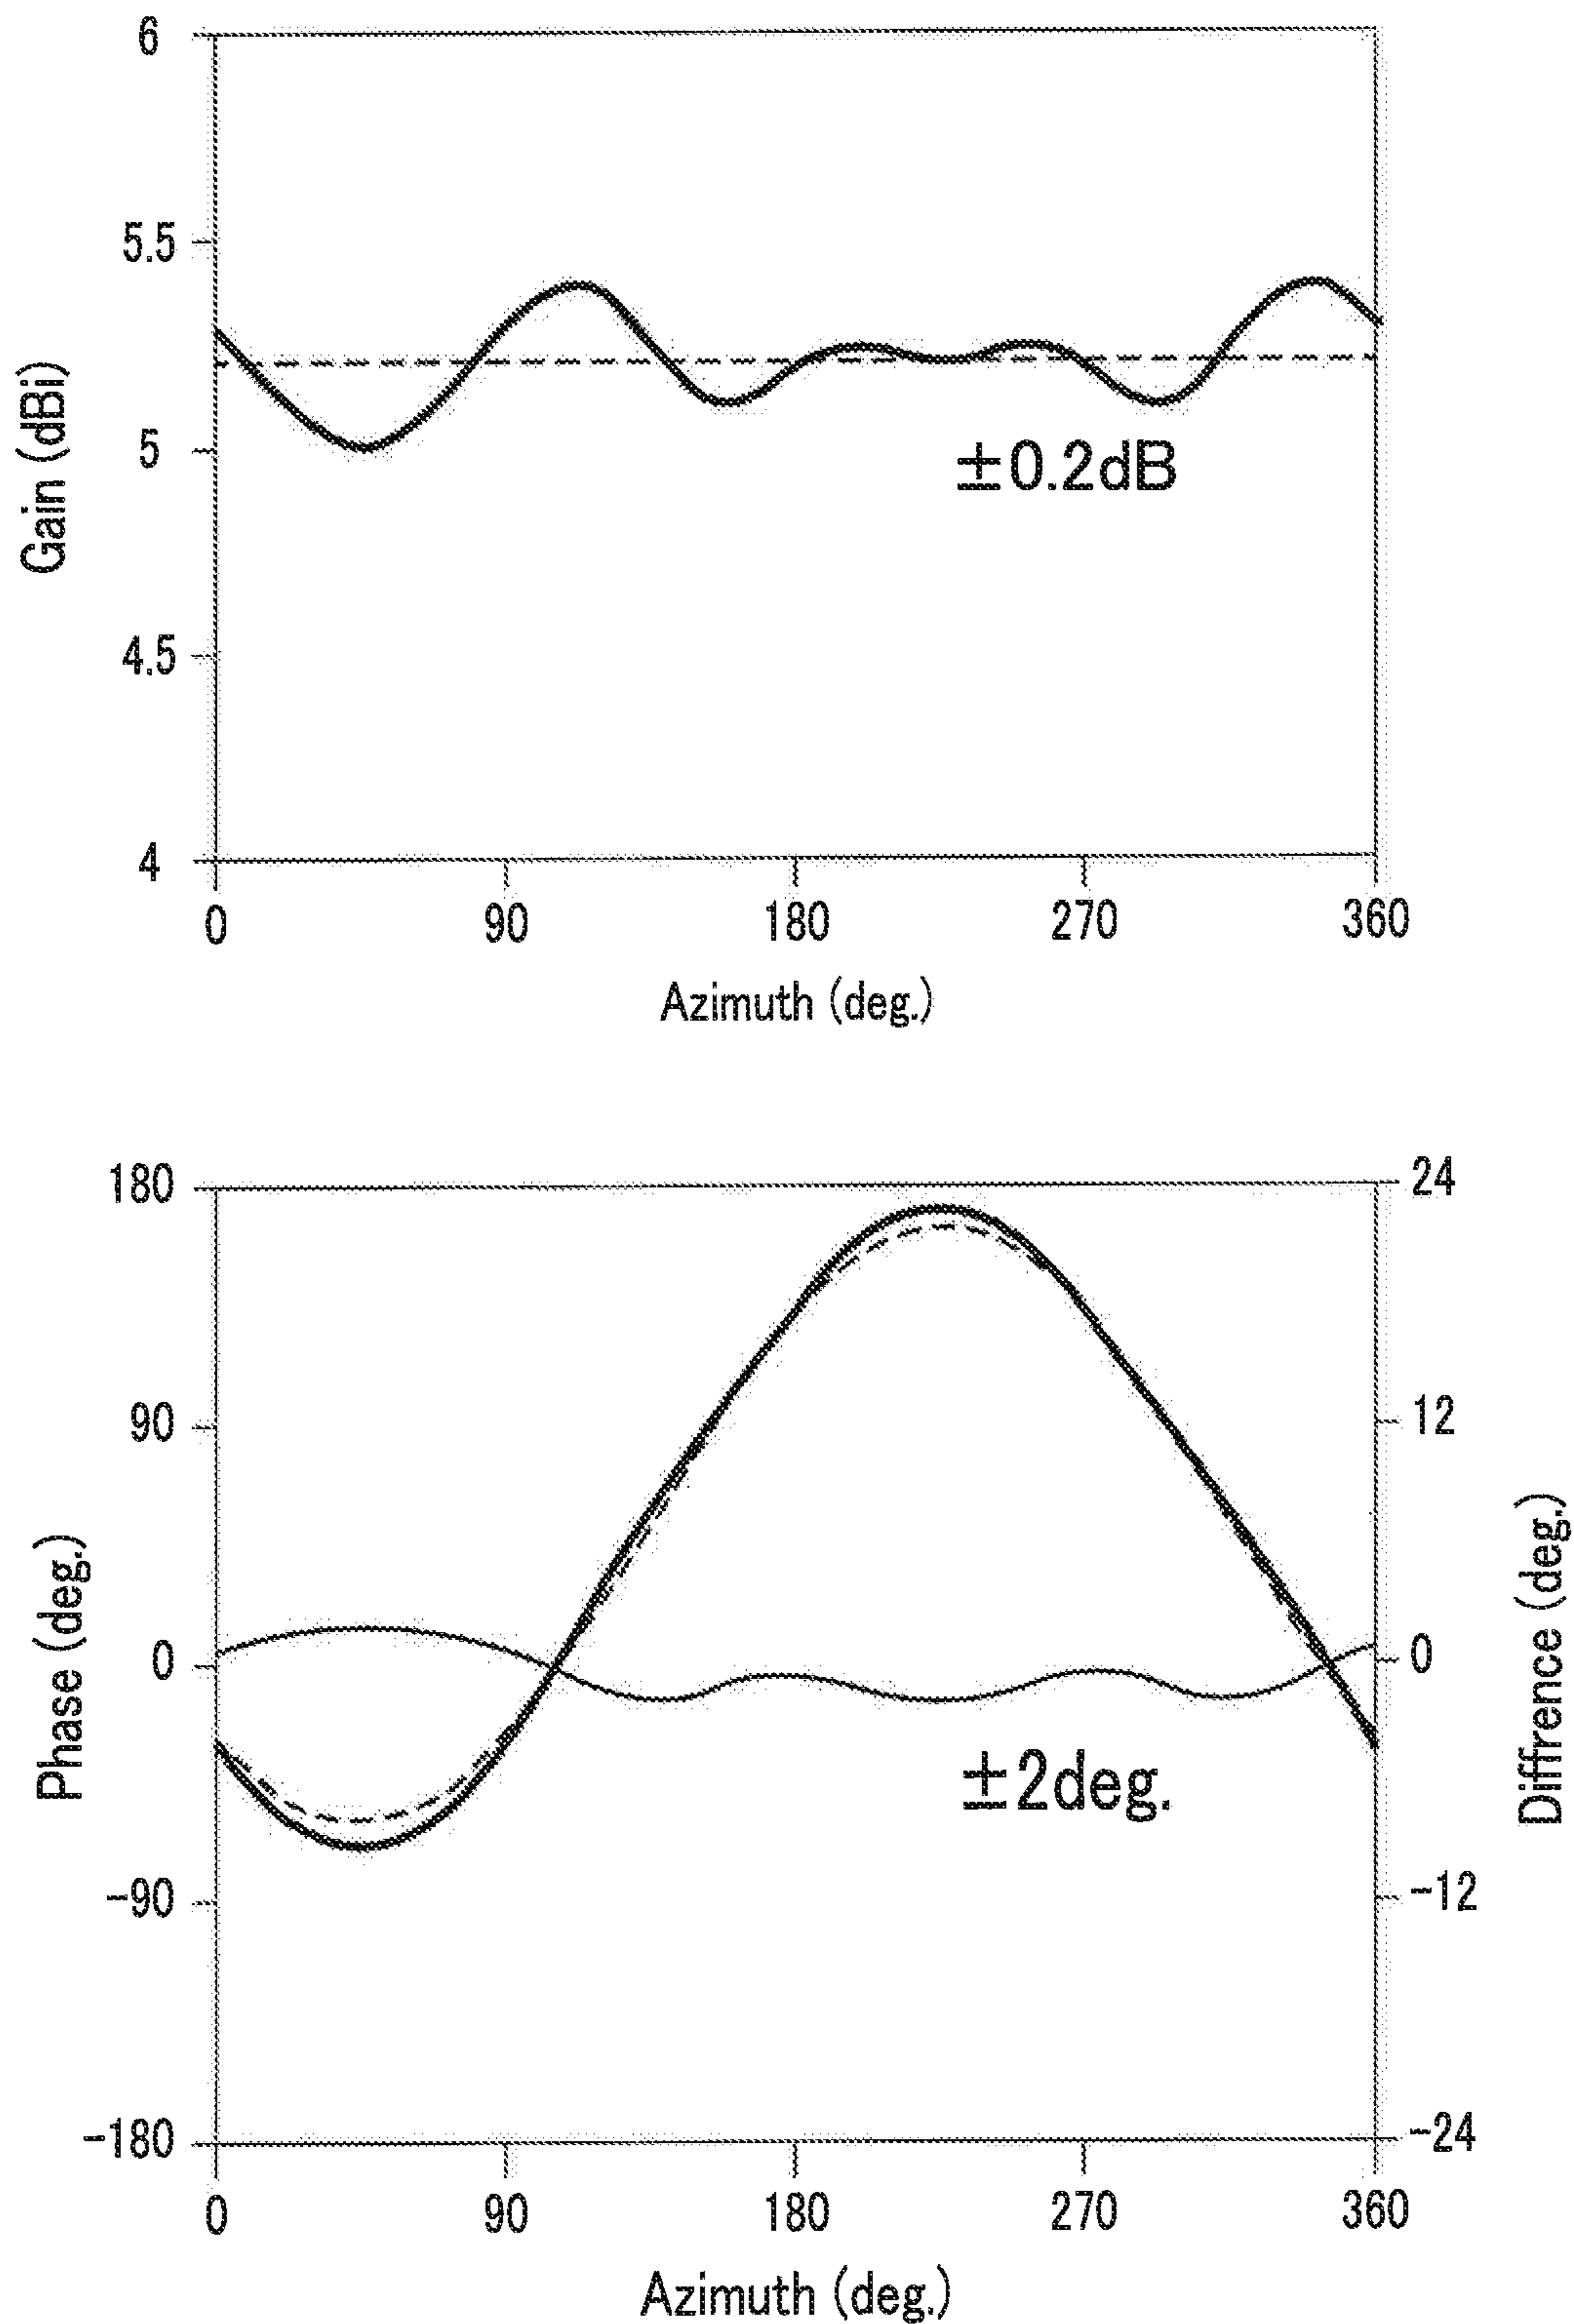 6
5.5
5
4.5
4
Gain (dBi)
±0.2dB
0 90 180 270 360
Azimuth (deg.)
180
90
0
-90
-180
Phase (deg.)
24
12
0
-12
-24
Diffrence (deg.)
±2deg.
0 90 180 270 360
Azimuth (deg.)